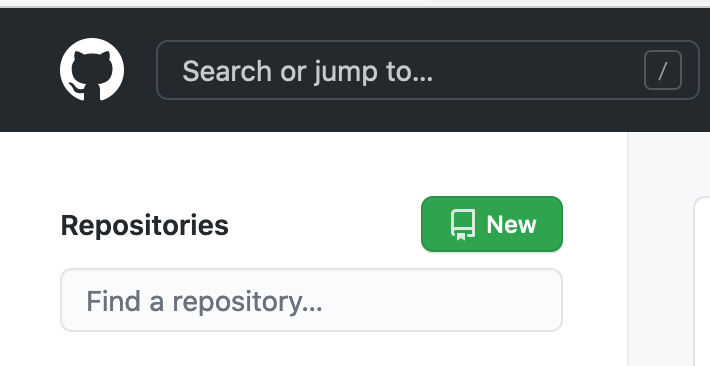 Search or jump to...
/
Repositories
New
Find a repository...